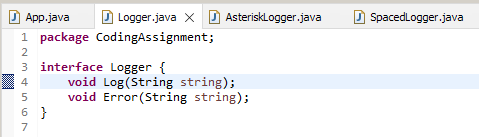 App.java Logger.java AsteriskLogger.java SpacedLogger.java
1 package CodingAssignment;
2
3 interface Logger {
4 void Log(String string);
5 void Error(String string);
6 }
7